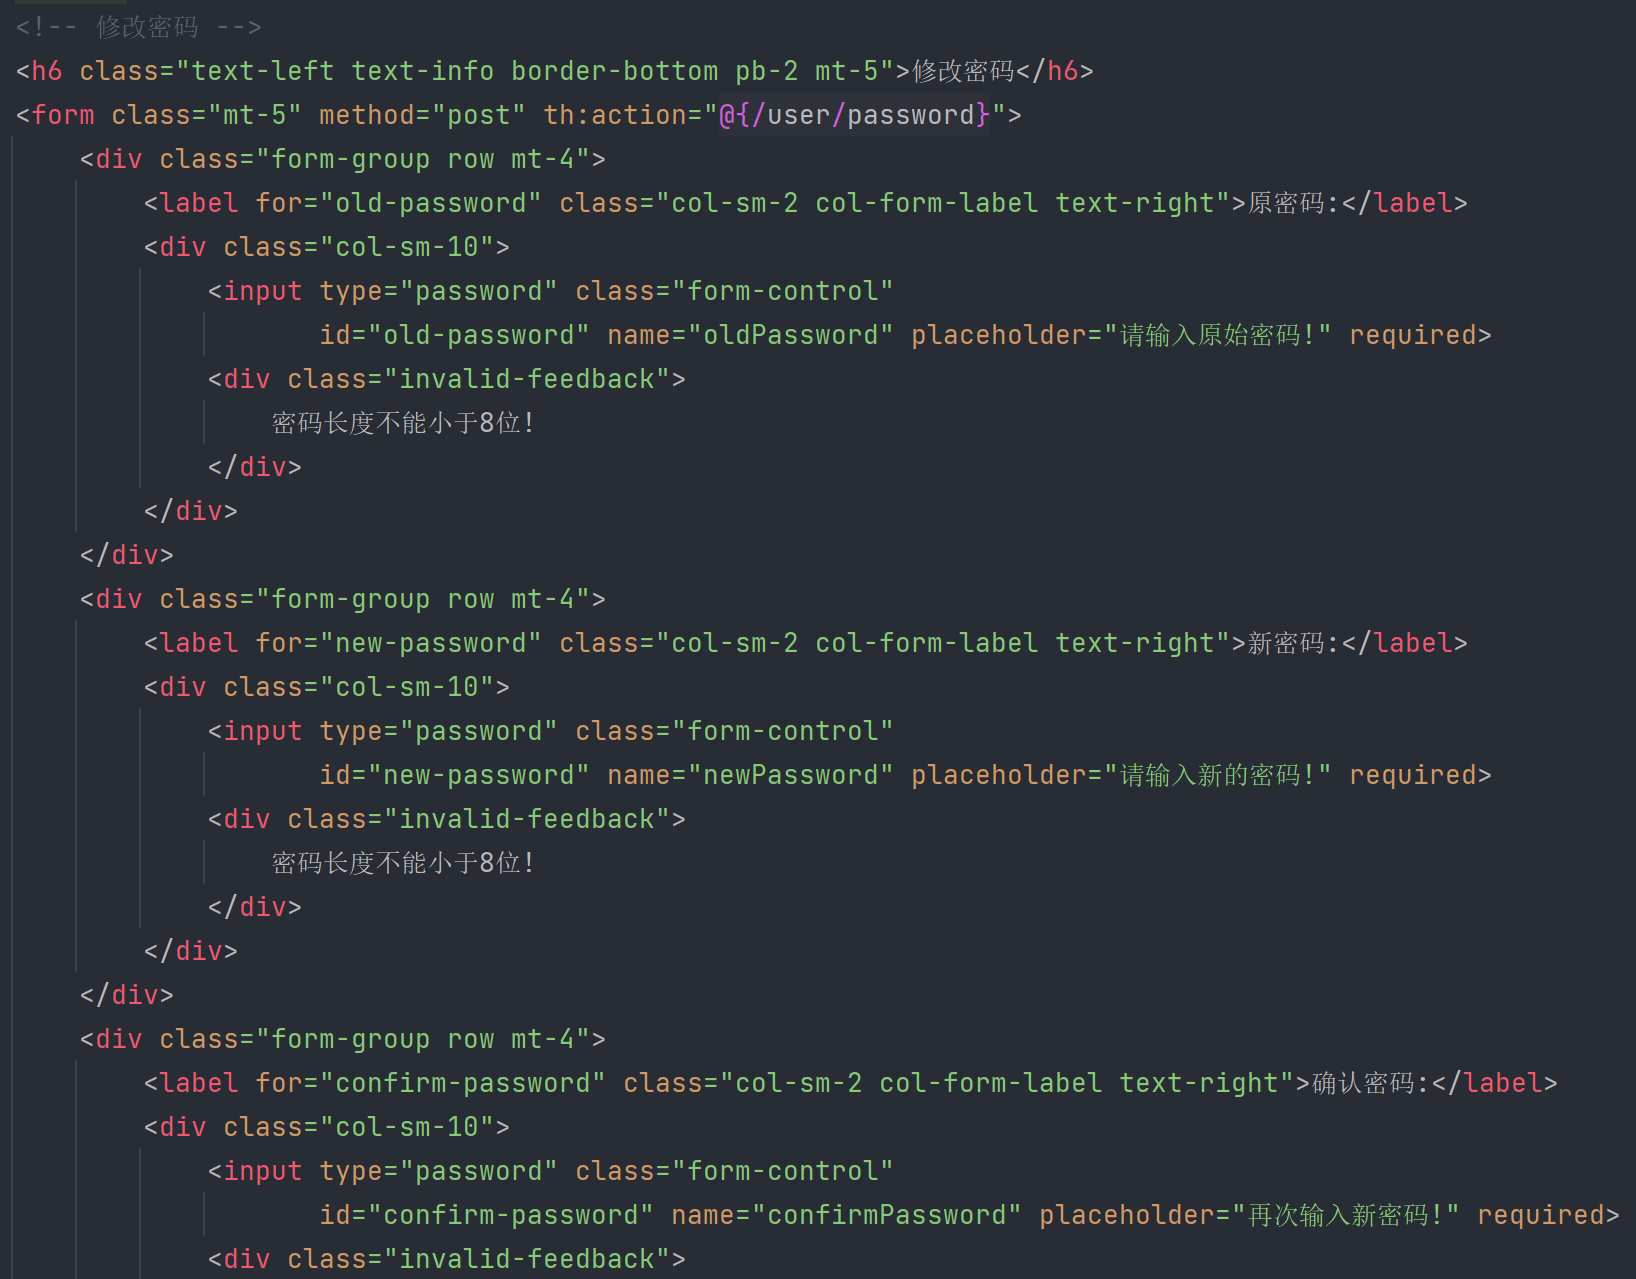 <!-- 修改密码 -->
<h6 class="text-left text-info border-bottom pb-2 mt-5">修改密码</h6>
<form class="mt-5" method="post" th:action="@{/user/password}">
    <div class="form-group row mt-4">
        <label for="old-password" class="col-sm-2 col-form-label text-right">原密码:</label>
        <div class="col-sm-10">
            <input type="password" class="form-control"
                   id="old-password" name="oldPassword" placeholder="请输入原始密码!" required>
            <div class="invalid-feedback">
                密码长度不能小于8位!
            </div>
        </div>
    </div>
    <div class="form-group row mt-4">
        <label for="new-password" class="col-sm-2 col-form-label text-right">新密码:</label>
        <div class="col-sm-10">
            <input type="password" class="form-control"
                   id="new-password" name="newPassword" placeholder="请输入新的密码!" required>
            <div class="invalid-feedback">
                密码长度不能小于8位!
            </div>
        </div>
    </div>
    <div class="form-group row mt-4">
        <label for="confirm-password" class="col-sm-2 col-form-label text-right">确认密码:</label>
        <div class="col-sm-10">
            <input type="password" class="form-control"
                   id="confirm-password" name="confirmPassword" placeholder="再次输入新密码!" required>
            <div class="invalid-feedback">